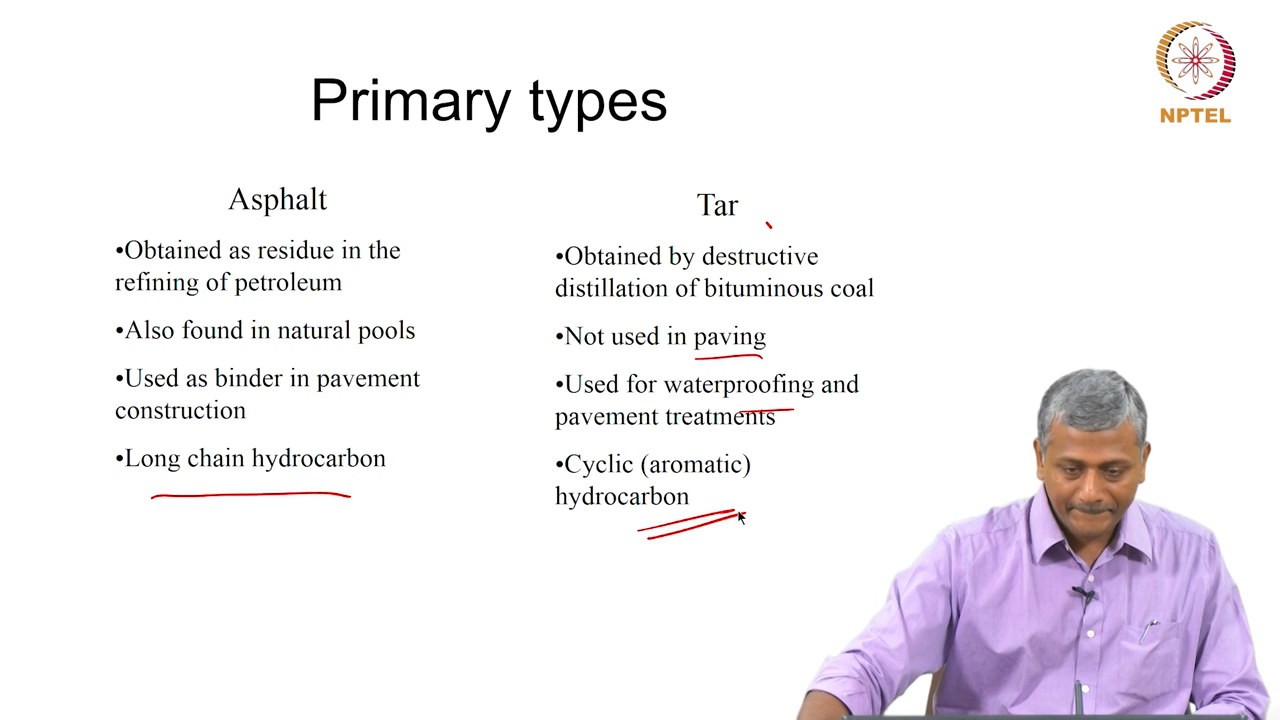 NPTEL
Primary types
Asphalt
•Obtained as residue in the
refining of petroleum
•Also found in natural pools
•Used as binder in pavement
construction
•Long chain hydrocarbon
Tar
•Obtained by destructive
distillation of bituminous coal
•Not used in paving
•Used for waterproofing and
pavement treatments
•Cyclic (aromatic)
hydrocarbon